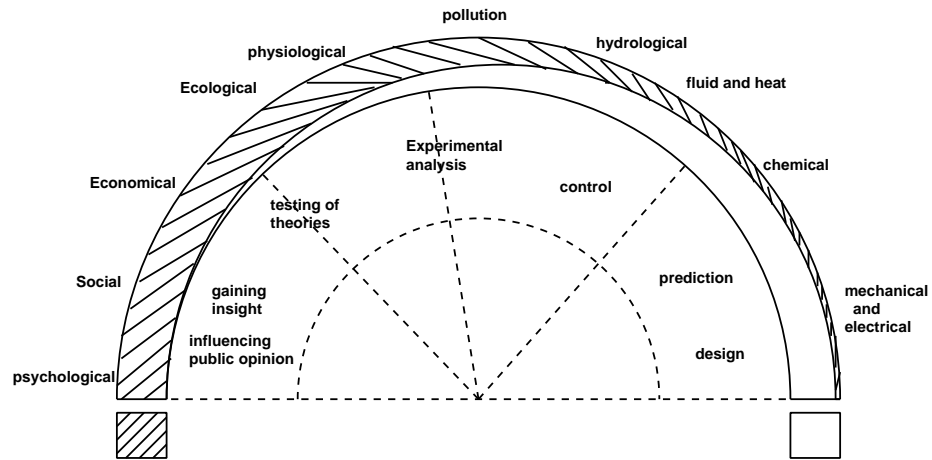 pollution
physiological
hydrological
Ecological
fluid and heat
Experimental
analysis
chemical
Economical
control
testing of
theories
Social
prediction
gaining
insight
mechanical
and
electrical
influencing
public opinion
design
psychological